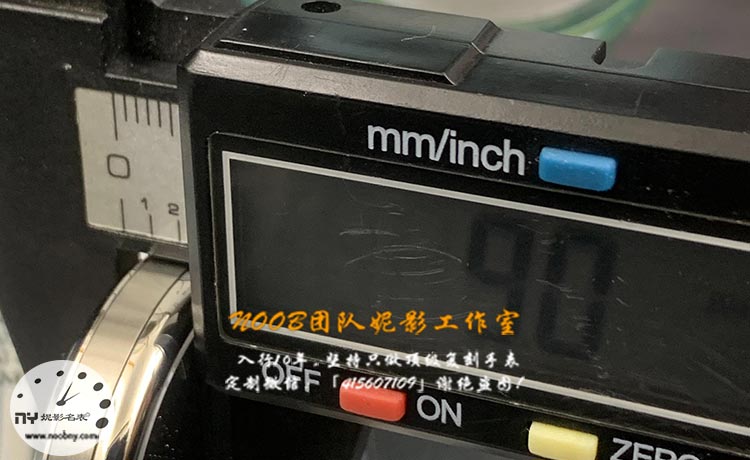 mm/inch
0
1 2
90
NOOB团队妮影工作室
入行10年，坚持只做顶级复刻手表
定制微信：「415607109」谢绝盗图！
OFF ON
ZERO
NY 妮影名表®
www.noobny.com